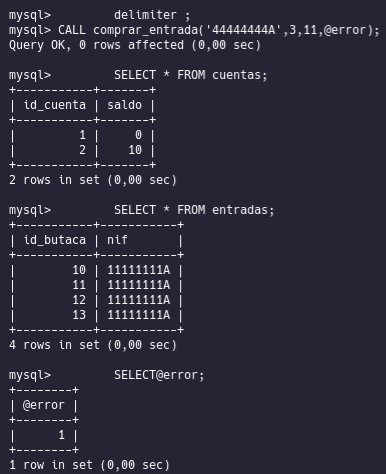 mysql>         delimiter ;
mysql> CALL comprar_entrada('44444444A',3,11,@error);
Query OK, 0 rows affected (0,00 sec)

mysql>         SELECT * FROM cuentas;
+-----------+-------+
| id_cuenta | saldo |
+-----------+-------+
|         1 |     0 |
|         2 |    10 |
+-----------+-------+
2 rows in set (0,00 sec)

mysql>         SELECT * FROM entradas;
+-----------+-----------+
| id_butaca | nif       |
+-----------+-----------+
|        10 | 11111111A |
|        11 | 11111111A |
|        12 | 11111111A |
|        13 | 11111111A |
+-----------+-----------+
4 rows in set (0,00 sec)

mysql>         SELECT@error;
+--------+
| @error |
+--------+
|      1 |
+--------+
1 row in set (0,00 sec)